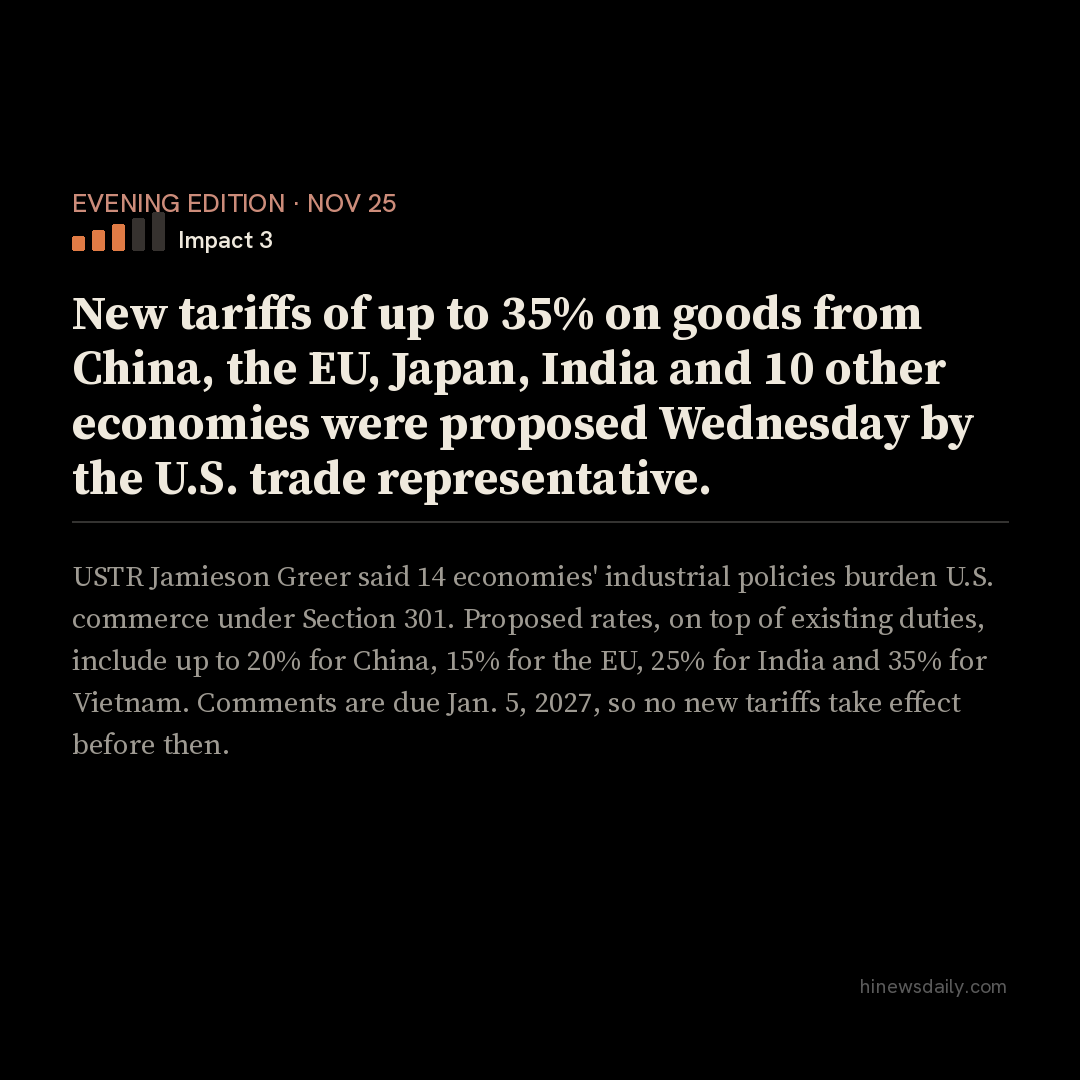 EVENING EDITION · NOV 25
Impact 3
New tariffs of up to 35% on goods from
China, the EU, Japan, India and 10 other
economies were proposed Wednesday by
the U.S. trade representative.
USTR Jamieson Greer said 14 economies' industrial policies burden U.S.
commerce under Section 301. Proposed rates, on top of existing duties,
include up to 20% for China, 15% for the EU, 25% for India and 35% for
Vietnam. Comments are due Jan. 5, 2027, so no new tariffs take effect
before then.
hinewsdaily.com